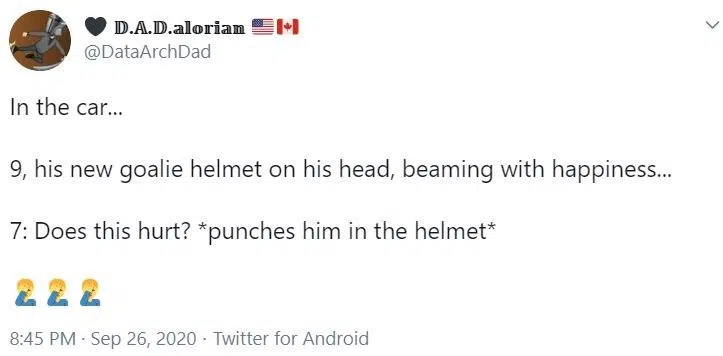 🖤 𝔻.𝔸.𝔻.𝕒𝕝𝕠𝕣𝕚𝕒𝕟 🇺🇸🇨🇦
@DataArchDad
In the car...
9, his new goalie helmet on his head, beaming with happiness...
7: Does this hurt? *punches him in the helmet*
🤦‍♂️🤦‍♂️🤦‍♂️
8:45 PM · Sep 26, 2020 · Twitter for Android